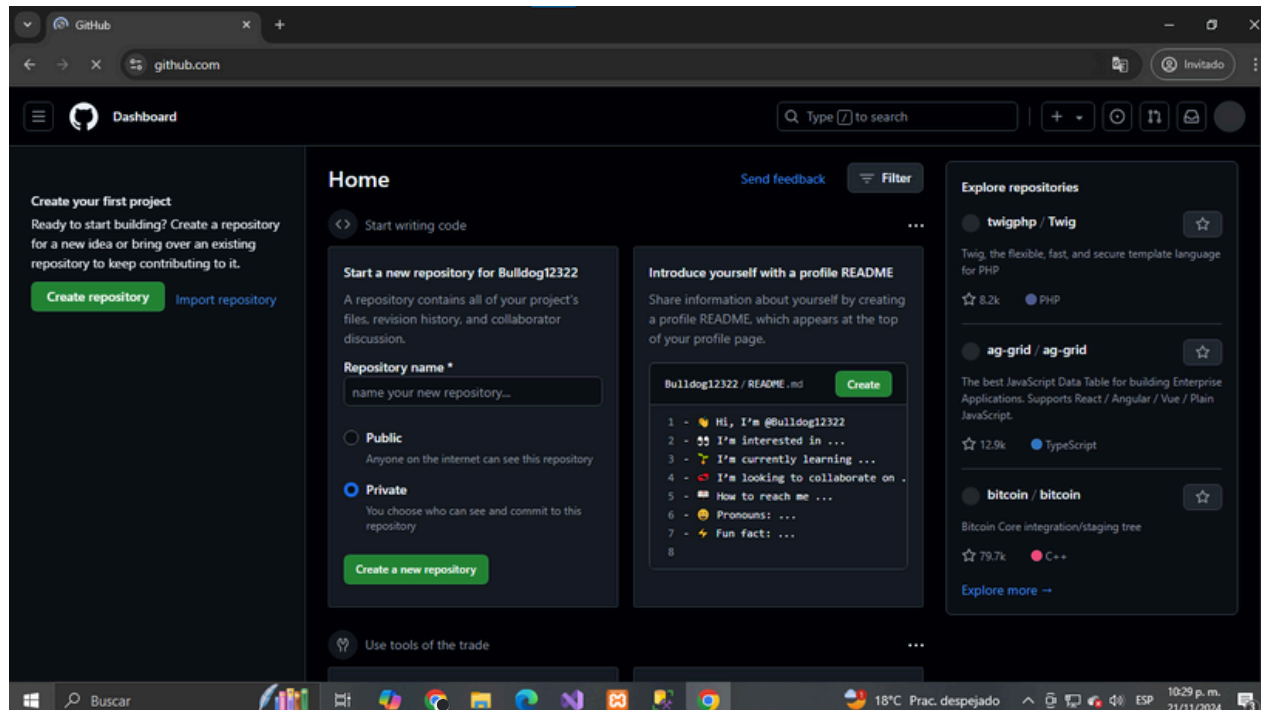 GitHub
github.com
Invitado
Dashboard
Type / to search
Create your first project
Ready to start building? Create a repository
for a new idea or bring over an existing
repository to keep contributing to it.
Create repository
Import repository
Home
Send feedback
Filter
Start writing code
Start a new repository for Bulldog12322
A repository contains all of your project's
files, revision history, and collaborator
discussion.
Repository name *
name your new repository...
Public
Anyone on the internet can see this repository
Private
You choose who can see and commit to this
repository
Create a new repository
Introduce yourself with a profile README
Share information about yourself by creating
a profile README, which appears at the top
of your profile page.
Bulldog12322 / README.md
Create
1 - 👋 Hi, I'm @Bulldog12322
2 - 👀 I'm interested in ...
3 - 🌱 I'm currently learning ...
4 - 💞️ I'm looking to collaborate on .
5 - 📫 How to reach me ...
6 - 😄 Pronouns: ...
7 - ⚡ Fun fact: ...
8
Use tools of the trade
Explore repositories
twigphp / Twig
Twig, the flexible, fast, and secure template language
for PHP
8.2k PHP
ag-grid / ag-grid
The best JavaScript Data Table for building Enterprise
Applications. Supports React / Angular / Vue / Plain
JavaScript.
12.9k TypeScript
bitcoin / bitcoin
Bitcoin Core integration/staging tree
79.7k C++
Explore more →
Buscar
18°C Prac. despejado
ESP
10:29 p. m.
21/11/2024
3